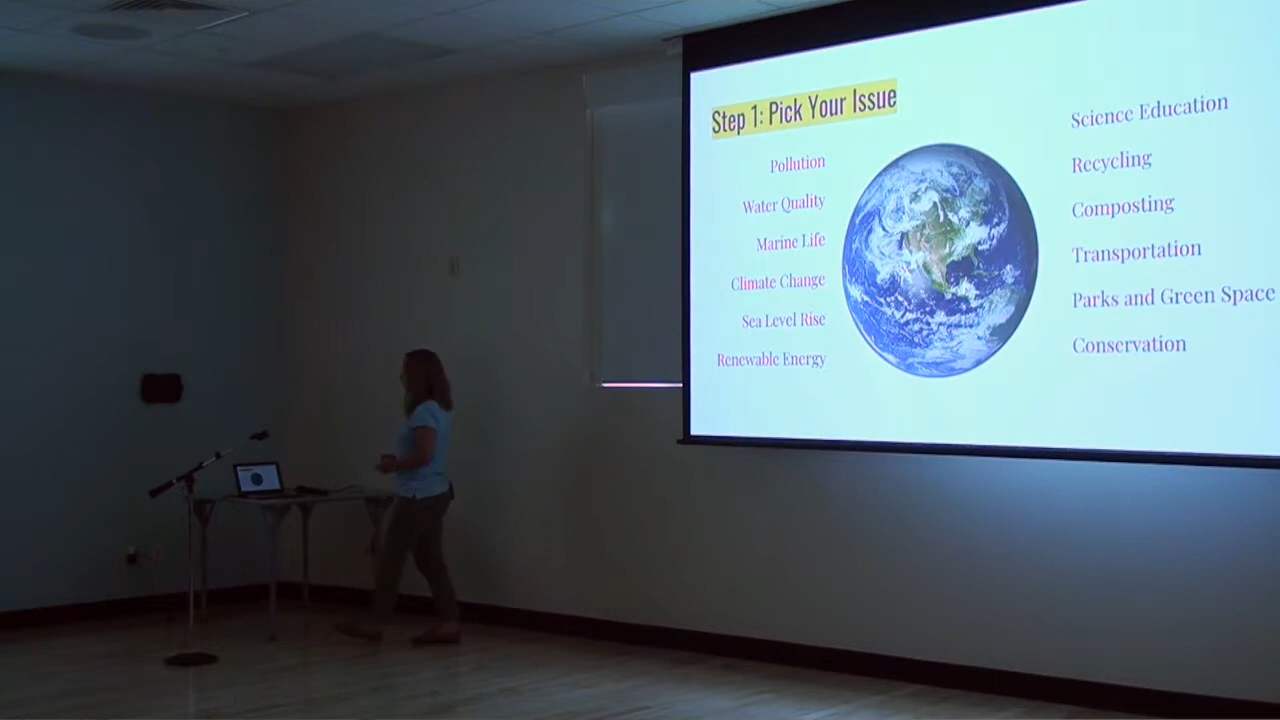 Step 1: Pick Your Issue
Pollution
Water Quality
Marine Life
Climate Change
Sea Level Rise
Renewable Energy
Science Education
Recycling
Composting
Transportation
Parks and Green Space
Conservation